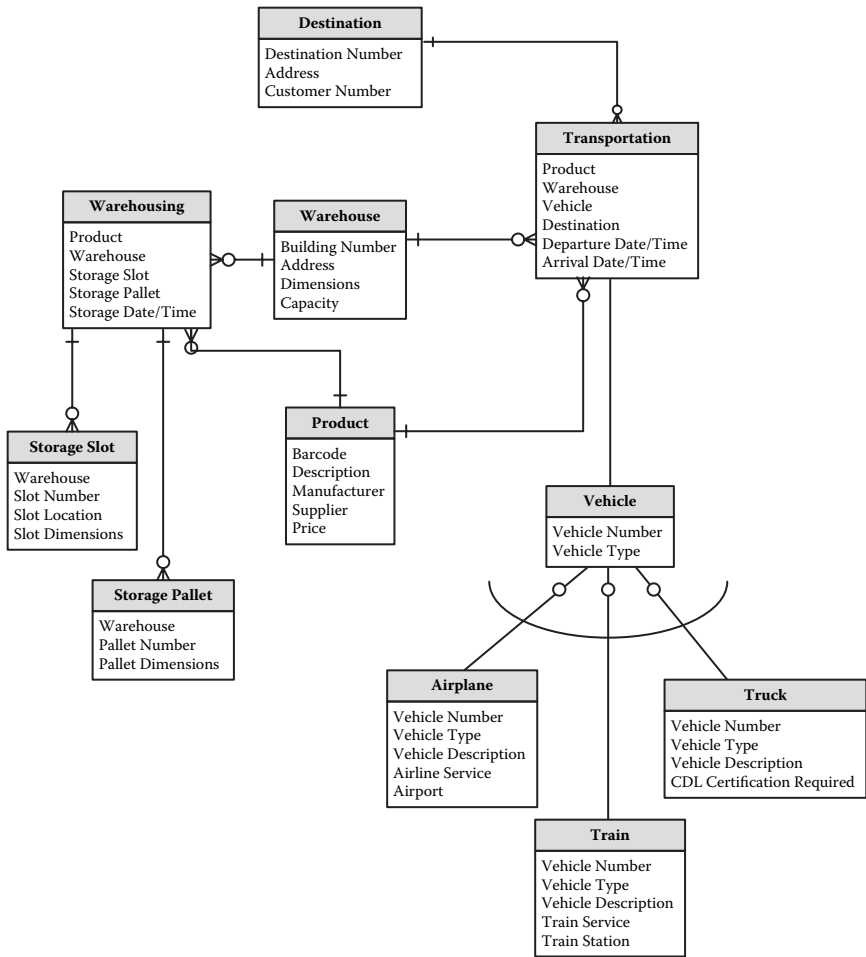 Destination
Destination Number
Address
Customer Number
Transportation
Product
Warehouse
Vehicle
Destination
Departure Date/Time
Arrival Date/Time
Warehousing
Product
Warehouse
Storage Slot
Storage Pallet
Storage Date/Time
Warehouse
Building Number
Address
Dimensions
Capacity
Storage Slot
Warehouse
Slot Number
Slot Location
Slot Dimensions
Product
Barcode
Description
Manufacturer
Supplier
Price
Vehicle
Vehicle Number
Vehicle Type
Storage Pallet
Warehouse
Pallet Number
Pallet Dimensions
Airplane
Vehicle Number
Vehicle Type
Vehicle Description
Airline Service
Airport
Truck
Vehicle Number
Vehicle Type
Vehicle Description
CDL Certification Required
Train
Vehicle Number
Vehicle Type
Vehicle Description
Train Service
Train Station